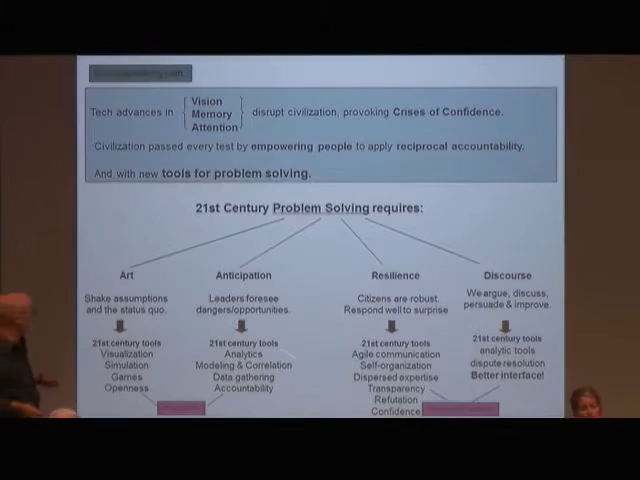 Tech advances in
Vision
Memory
Attention
disrupt civilization, provoking Crises of Confidence.
Civilization passed every test by empowering people to apply reciprocal accountability.
And with new tools for problem solving.
21st Century Problem Solving requires:
Art
Shake assumptions
and the status quo.
21st century tools
Visualization
Simulation
Games
Openness
Anticipation
Leaders foresee
dangers/opportunities.
21st century tools
Analytics
Modeling & Correlation
Data gathering
Accountability
Resilience
Citizens are robust.
Respond well to surprise
21st century tools
Agile communication
Self-organization
Dispersed expertise
Transparency
Refutation
Confidence
Discourse
We argue, discuss,
persuade & improve.
21st century tools
analytic tools
dispute resolution
Better interface!